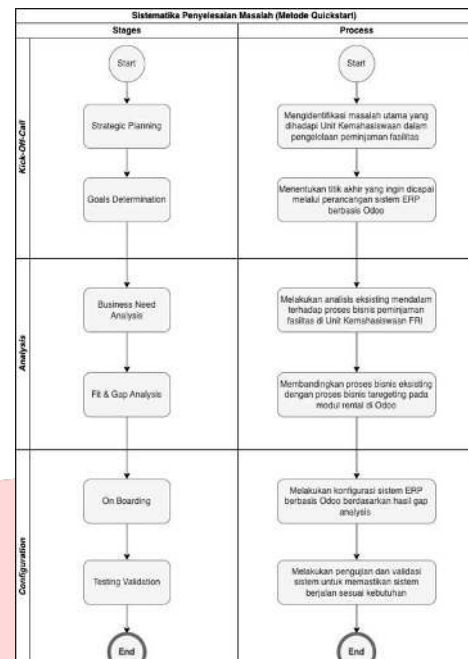 Sistematika Penyelesaian Masalah (Metode Quickstart)
Stages
Process
Kick-Off-Call
Start
Start
Strategic Planning
Mengidentifikasi masalah utama yang
dihadapi Unit Kemahasiswaan dalam
pengelolaan peminjaman fasilitas
Goals Determination
Menentukan titik akhir yang ingin dicapai
melalui perancangan sistem ERP
berbasis Odoo
Analysis
Business Need
Analysis
Melakukan analisis eksisting mendalam
terhadap proses bisnis peminjaman
fasilitas di Unit Kemahasiswaan FRI
Fit & Gap Analysis
Membandingkan proses bisnis eksisting
dengan proses bisnis taregeting pada
modul rental di Odoo
Configuration
On Boarding
Melakukan konfigurasi sistem ERP
berbasis Odoo berdasarkan hasil gap
analysis
Testing Validation
Melakukan pengujian dan validasi
sistem untuk memastikan sistem
berjalan sesuai kebutuhan
End
End